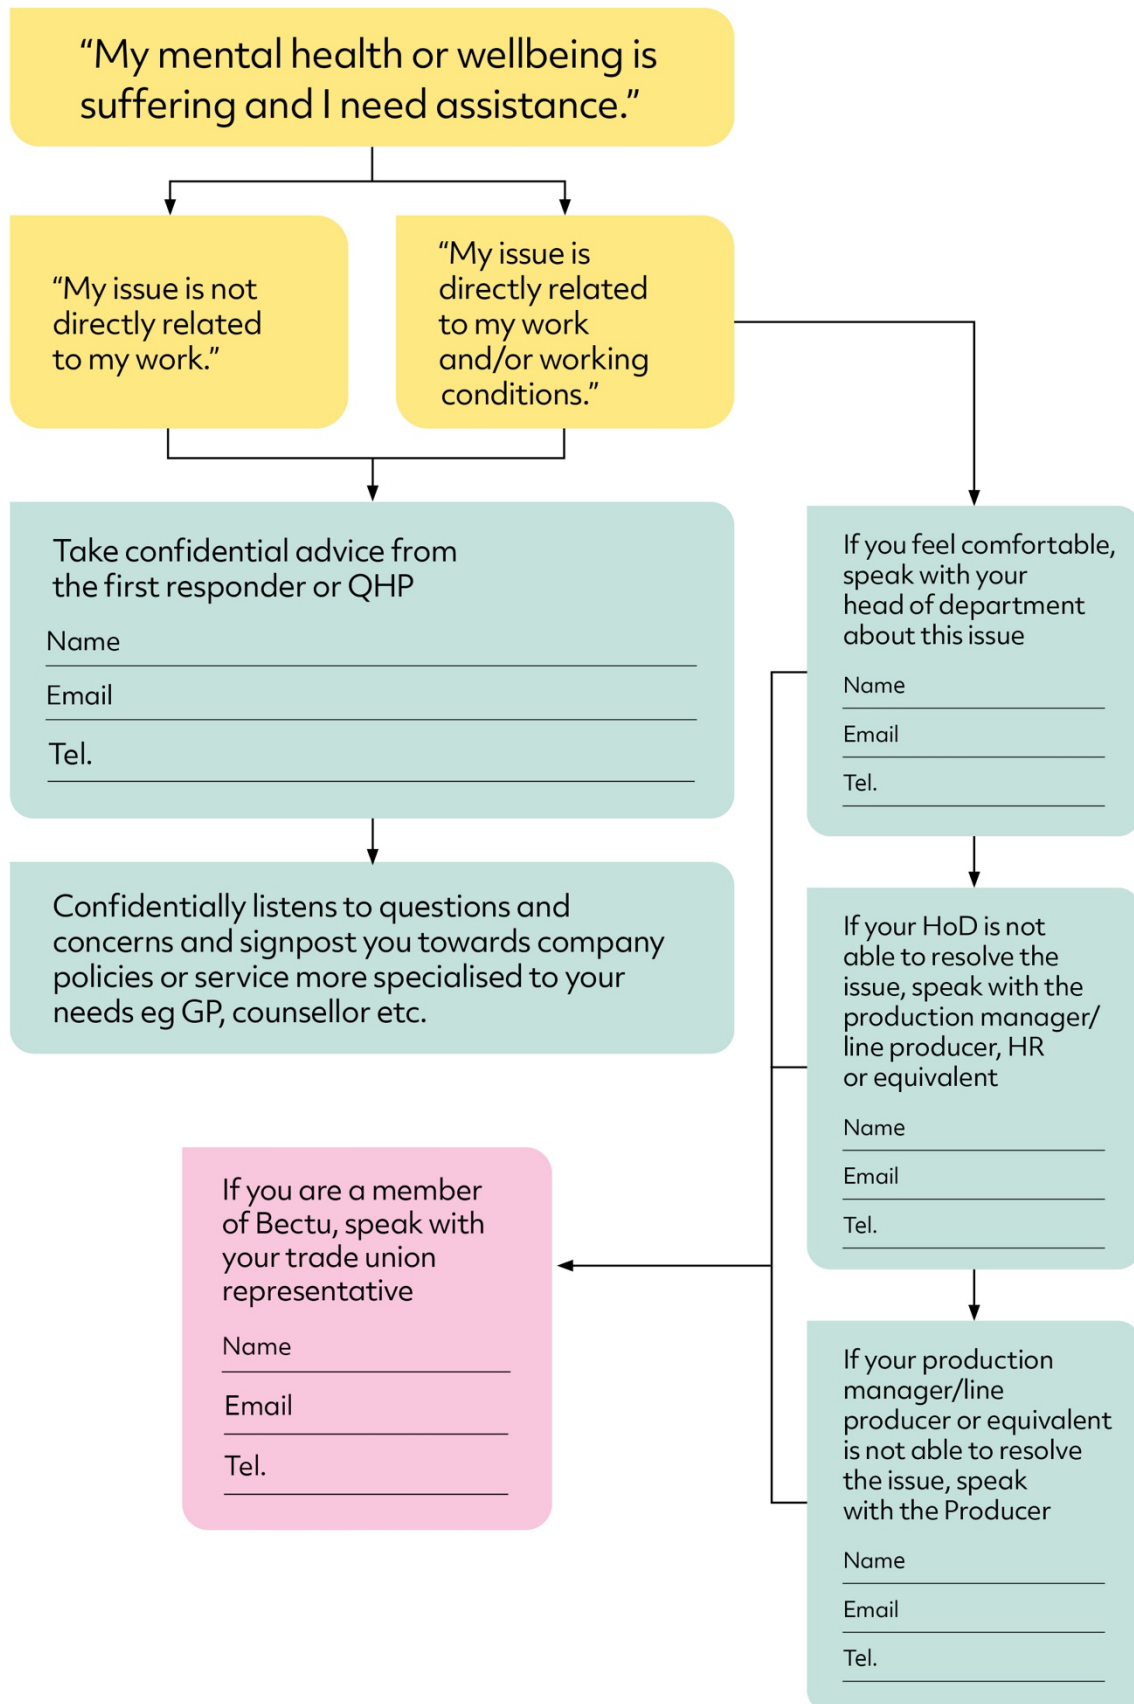 “My mental health or wellbeing is
suffering and I need assistance.”
“My issue is not
directly related
to my work.”
“My issue is
directly related
to my work
and/or working
conditions.”
Take confidential advice from
the first responder or QHP
Name
Email
Tel.
Confidentially listens to questions and
concerns and signpost you towards company
policies or service more specialised to your
needs eg GP, counsellor etc.
If you feel comfortable,
speak with your
head of department
about this issue
Name
Email
Tel.
If your HoD is not
able to resolve the
issue, speak with the
production manager/
line producer, HR
or equivalent
Name
Email
Tel.
If your production
manager/line
producer or equivalent
is not able to resolve
the issue, speak
with the Producer
Name
Email
Tel.
If you are a member
of Bectu, speak with
your trade union
representative
Name
Email
Tel.